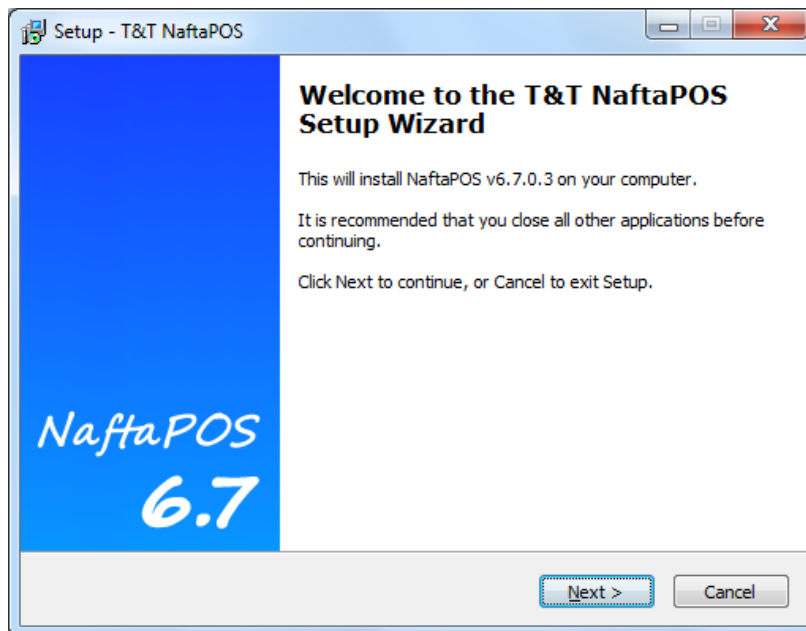 Setup - T&T NaftaPOS
Welcome to the T&T NaftaPOS
Setup Wizard
This will install NaftaPOS v6.7.0.3 on your computer.
It is recommended that you close all other applications before
continuing.
Click Next to continue, or Cancel to exit Setup.
NaftaPOS
6.7
Next >
Cancel